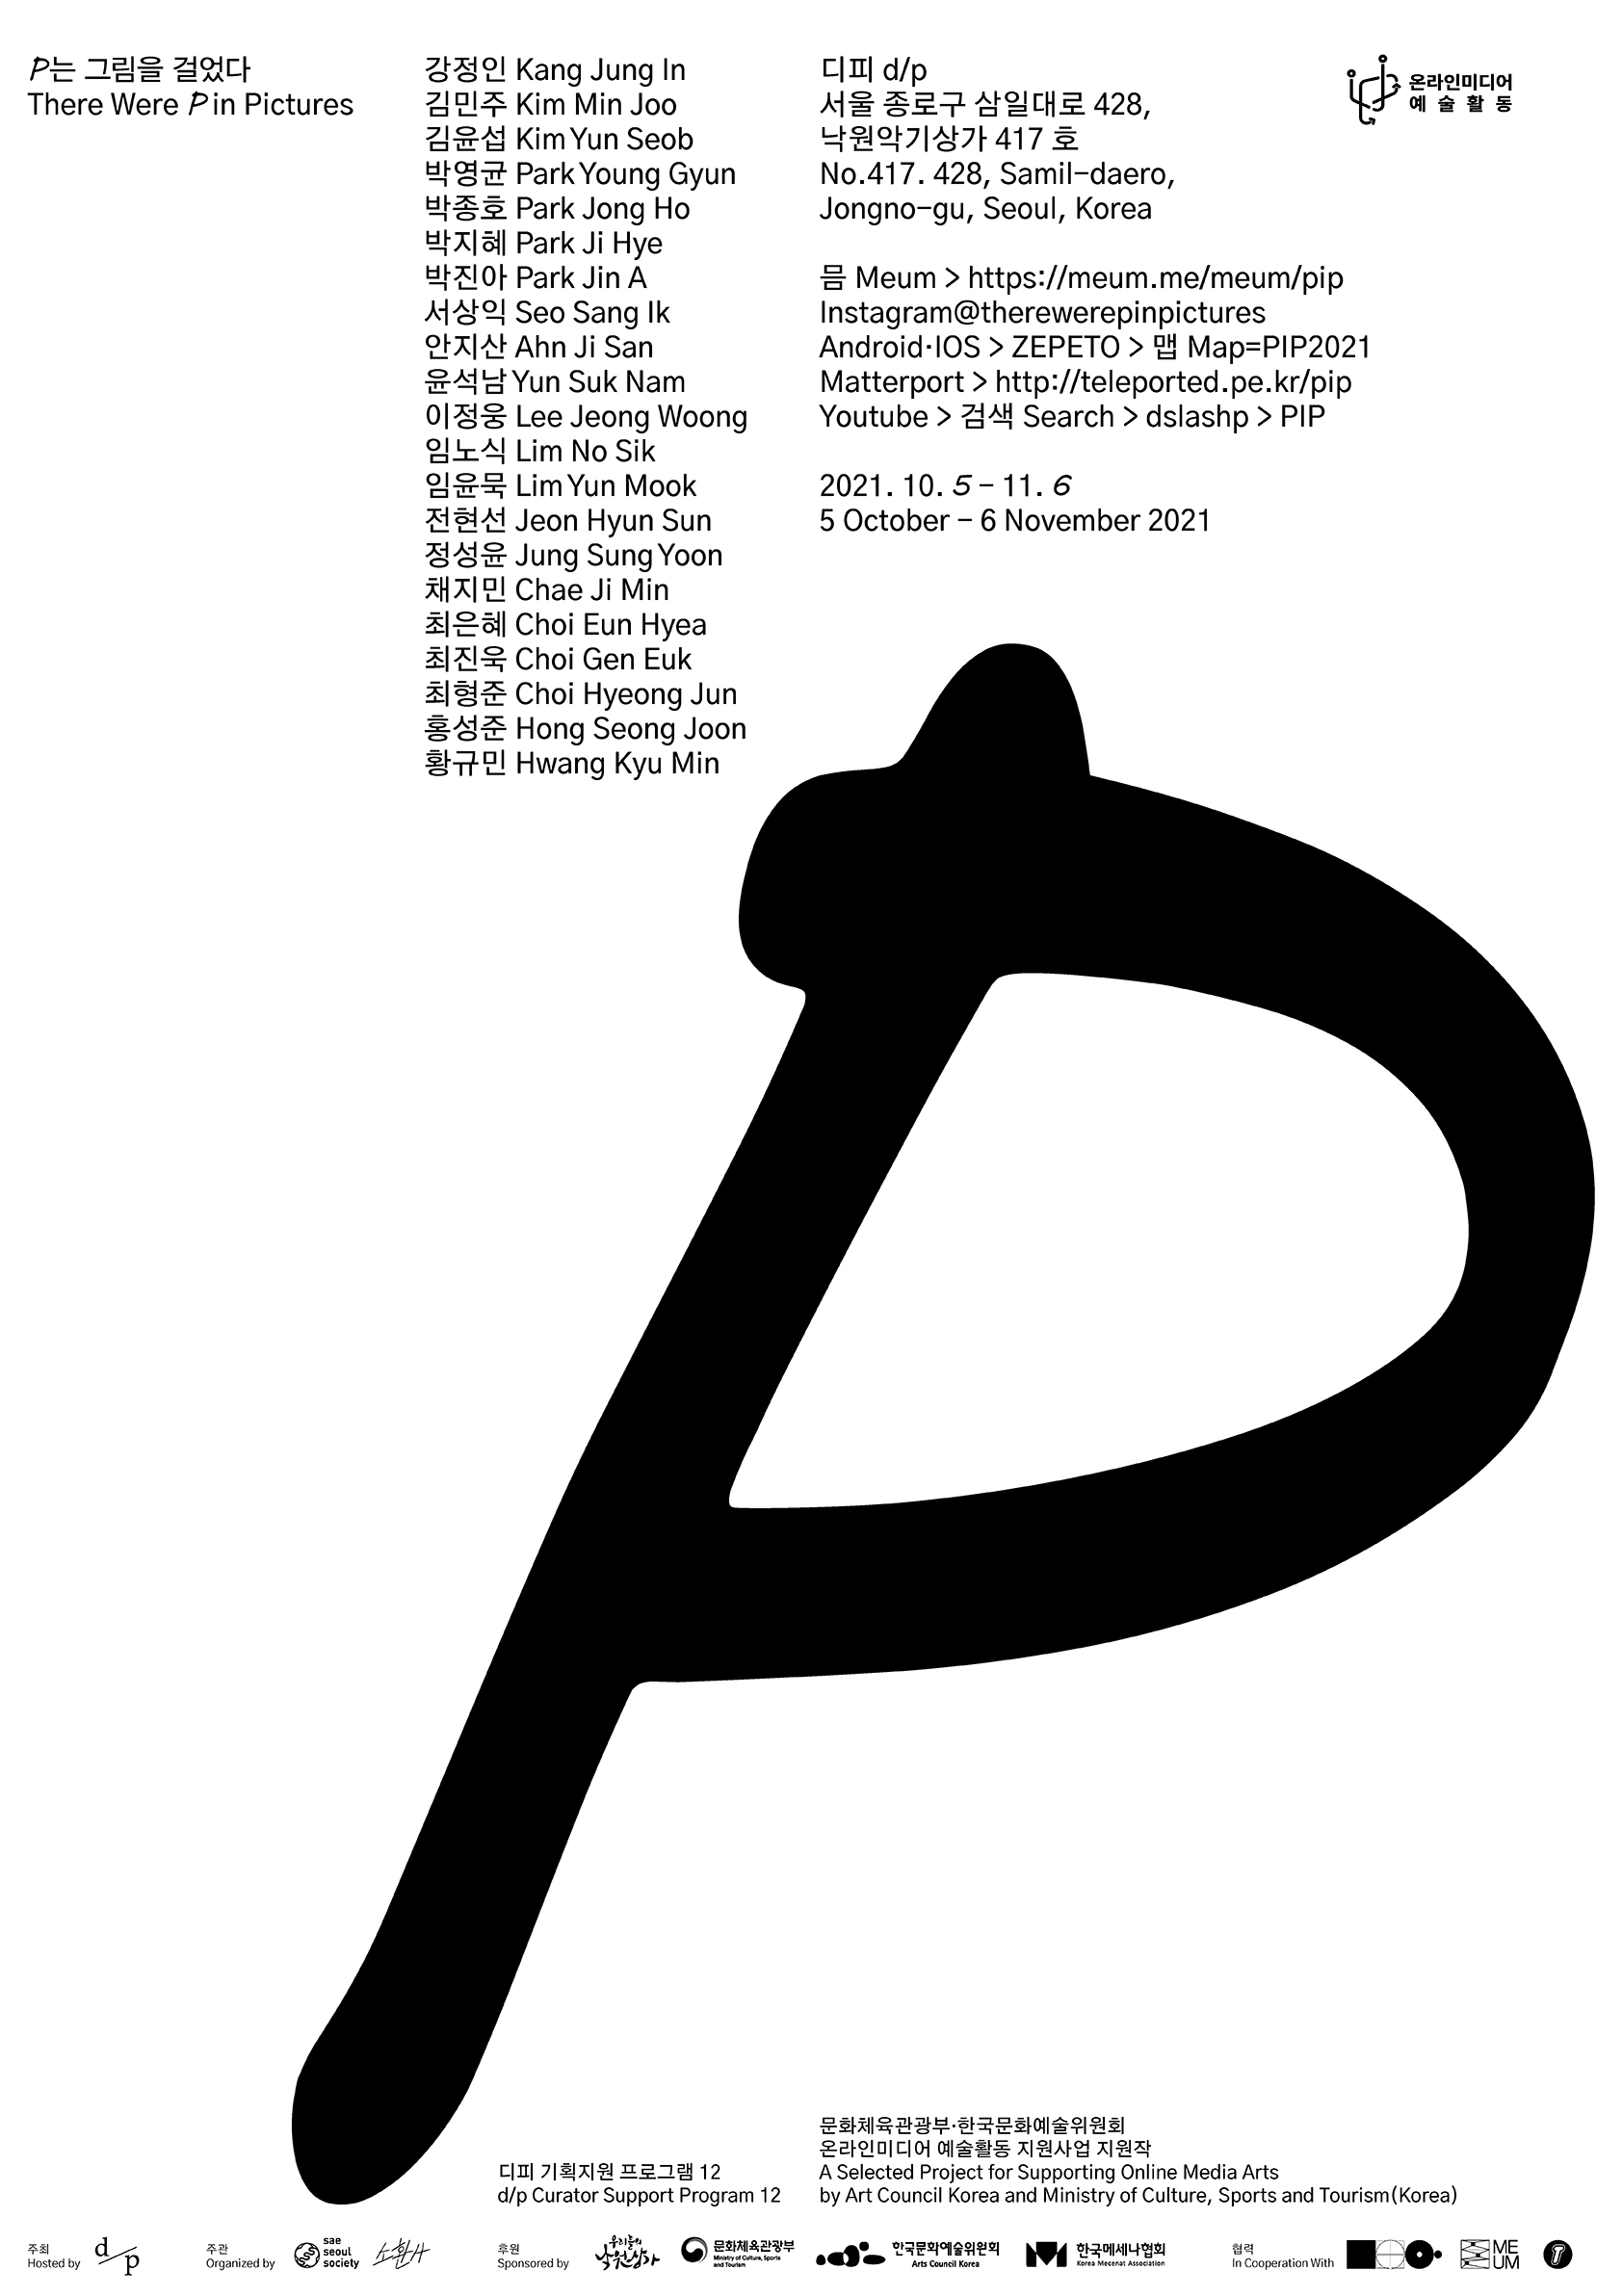 P는 그림을 걸었다
There Were P in Pictures
강정인 Kang Jung In
김민주 Kim Min Joo
김윤섭 Kim Yun Seob
박영균 Park Young Gyun
박종호 Park Jong Ho
박지혜 Park Ji Hye
박진아 Park Jin A
서상익 Seo Sang Ik
안지산 Ahn Ji San
윤석남 Yun Suk Nam
이정웅 Lee Jeong Woong
임노식 Lim No Sik
임윤묵 Lim Yun Mook
전현선 Jeon Hyun Sun
정성윤 Jung Sung Yoon
채지민 Chae Ji Min
최은혜 Choi Eun Hyea
최진욱 Choi Gen Euk
최형준 Choi Hyeong Jun
홍성준 Hong Seong Joon
황규민 Hwang Kyu Min
디피 d/p
서울 종로구 삼일대로 428,
낙원악기상가 417 호
No.417. 428, Samil-daero,
Jongno-gu, Seoul, Korea
믐 Meum > https://meum.me/meum/pip
Instagram@therewerepinpictures
Android·IOS > ZEPETO > 맵 Map=PIP2021
Matterport > http://teleported.pe.kr/pip
Youtube > 검색 Search > dslashp > PIP
2021. 10. 5 - 11. 6
5 October - 6 November 2021
온라인미디어
예술활동
P
디피 기획지원 프로그램 12
d/p Curator Support Program 12
문화체육관광부·한국문화예술위원회
온라인미디어 예술활동 지원사업 지원작
A Selected Project for Supporting Online Media Arts
by Art Council Korea and Ministry of Culture, Sports and Tourism(Korea)
주최
Hosted by
d/p
주관
Organized by
sae
seoul
society
소환사
후원
Sponsored by
우리들의
낙원상가
문화체육관광부
Ministry of Culture, Sports
and Tourism
한국문화예술위원회
Arts Council Korea
한국메세나협회
Korea Mecenat Association
협력
In Cooperation With
ME
UM
T